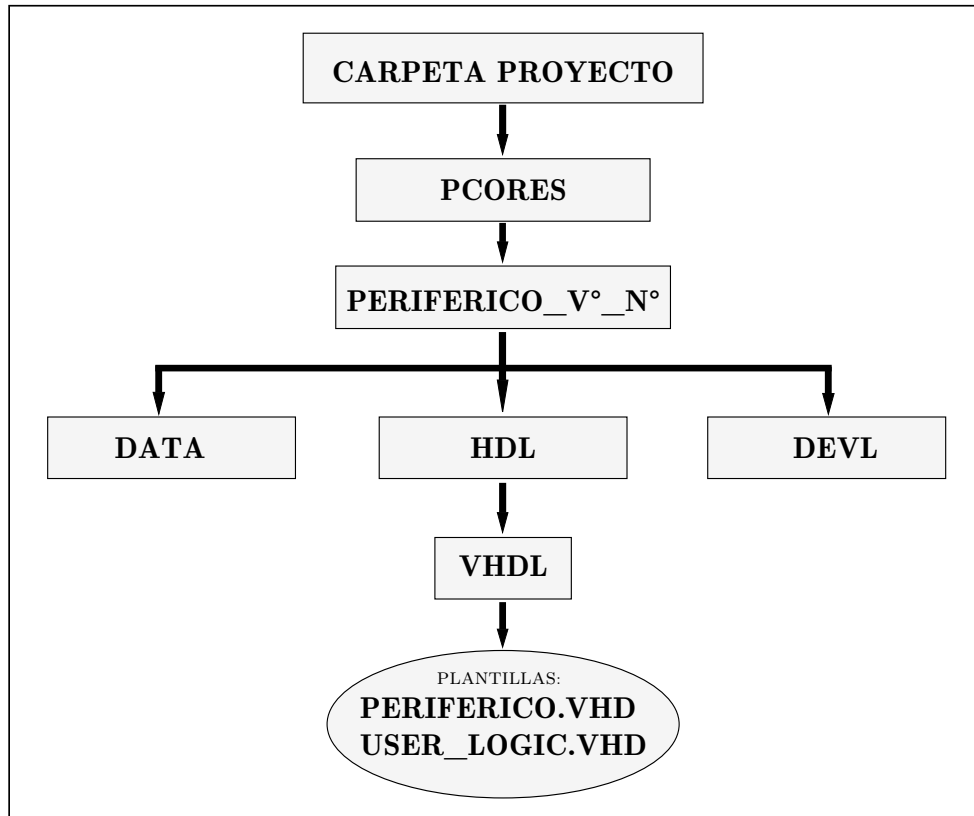 CARPETA PROYECTO
PCORES
PERIFERICO_V°_N°
DATA
HDL
DEVL
VHDL
PLANTILLAS:
PERIFERICO.VHD
USER_LOGIC.VHD